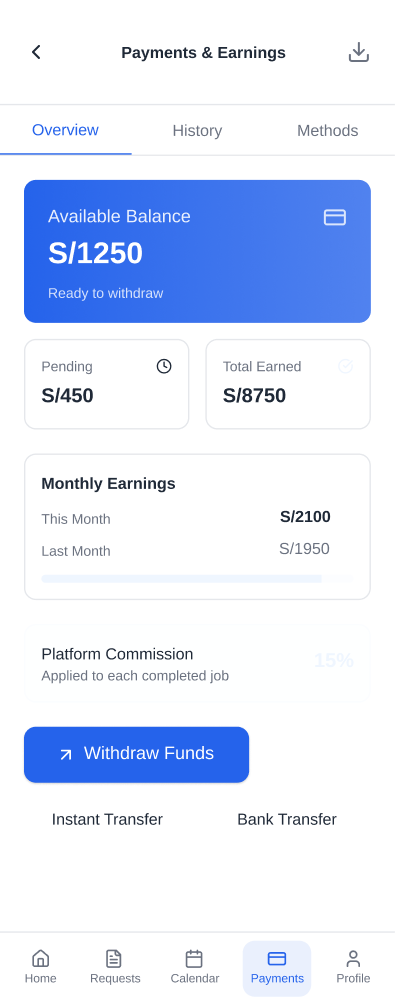 Payments & Earnings
Overview
History
Methods
Available Balance
S/1250
Ready to withdraw
Pending
S/450
Total Earned
S/8750
Monthly Earnings
This Month
S/2100
Last Month
S/1950
Platform Commission
Applied to each completed job
15%
Withdraw Funds
Instant Transfer
Bank Transfer
Home
Requests
Calendar
Payments
Profile